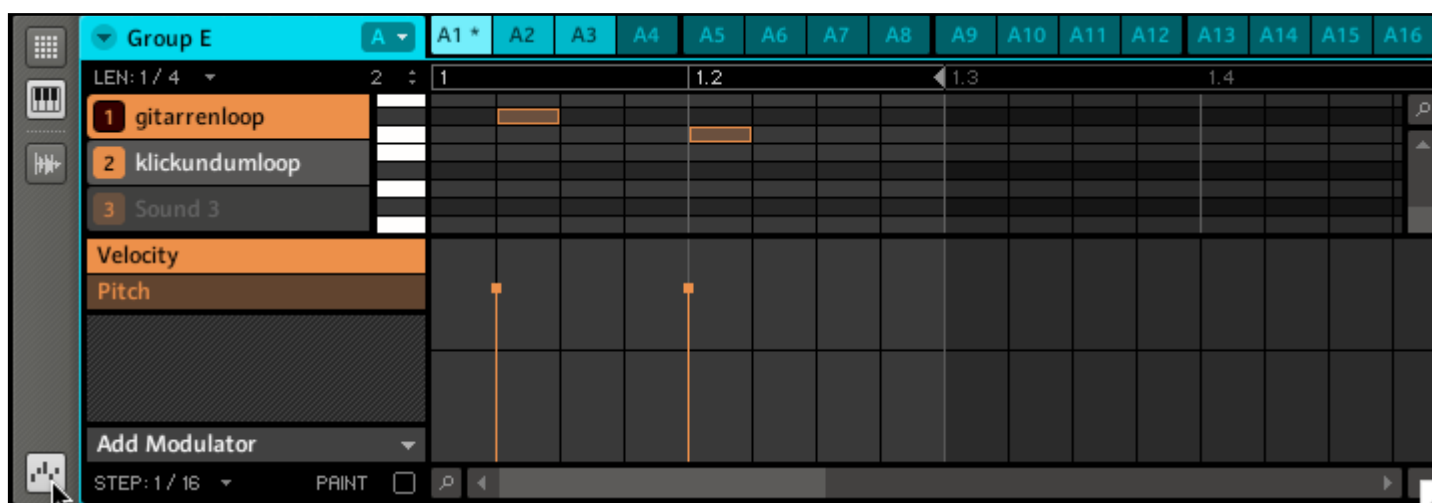 Group E A A1 * A2 A3 A4 A5 A6 A7 A8 A9 A10 A11 A12 A13 A14 A15 A16
LEN: 1 / 4 2 1 1.2 1.3 1.4
1 gitarrenloop
2 klickundumloop
3 Sound 3
Velocity
Pitch
Add Modulator
STEP: 1 / 16 PAINT